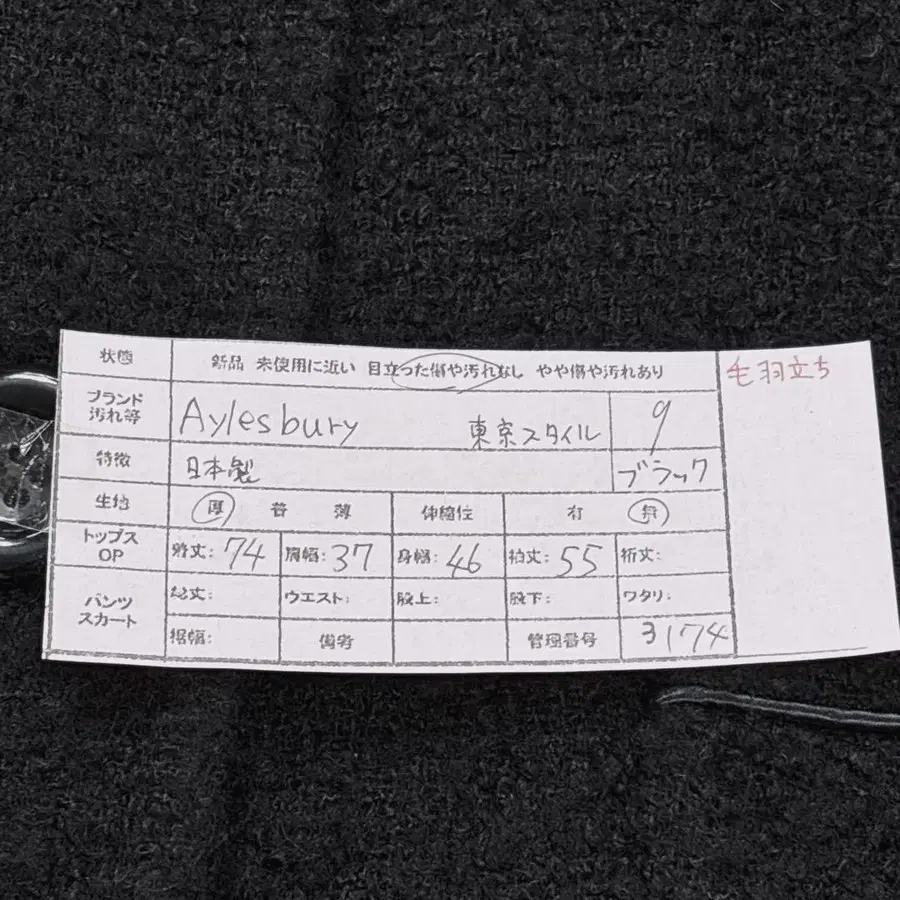 状態 新品 未使用に近い 目立った傷や汚れなし やや傷や汚れあり 毛羽立ち
ブランド 汚れ等 Aylesbury 東京スタイル 9
特徴 日本製 ブラック
生地 厚 普 薄 伸縮性 有 無
トップス OP 着丈: 74 肩幅: 37 身幅: 46 袖丈: 55 裄丈:
パンツ スカート 総丈: ウエスト: 股上: 股下: ワタリ:
裾幅: 備考 管理番号 3174